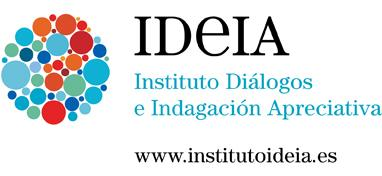 IDeIA
Instituto Diálogos
e Indagación Apreciativa
www.institutoideia.es